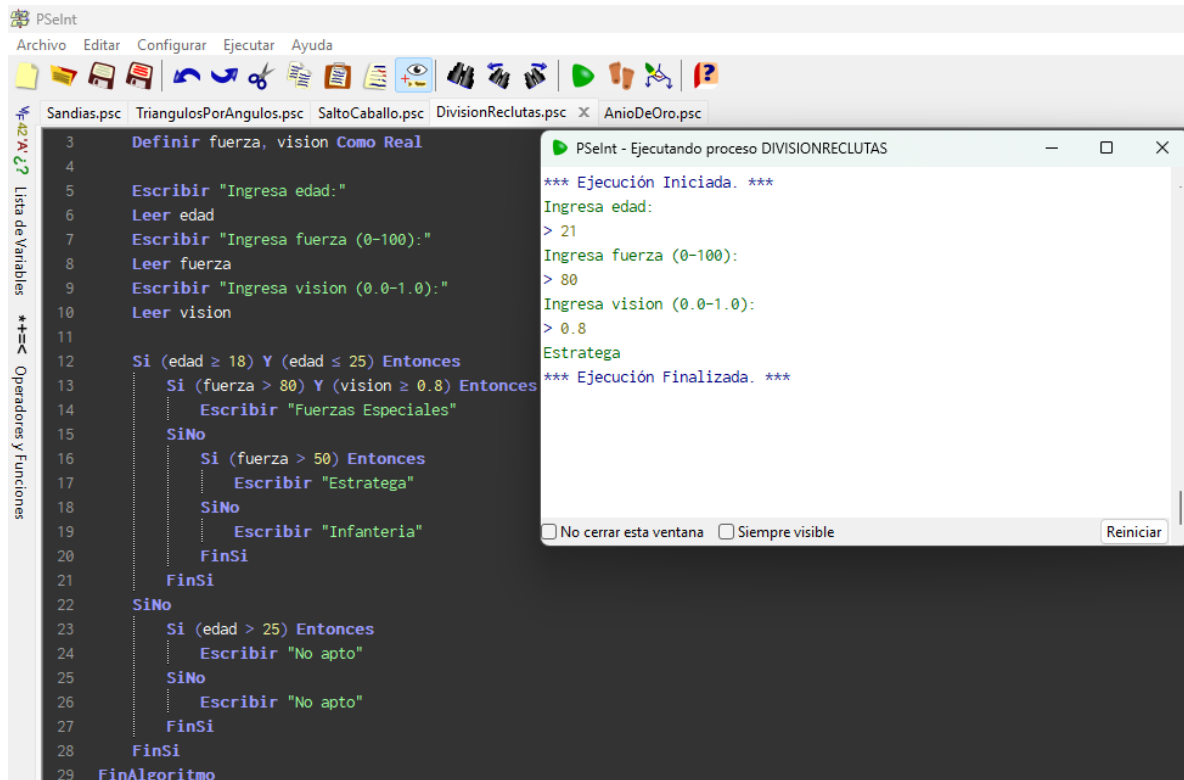 PSeInt
Archivo Editar Configurar Ejecutar Ayuda
Sandias.psc TriangulosPorAngulos.psc SaltoCaballo.psc DivisionReclutas.psc X AnioDeOro.psc
42 'A' ¿? Lista de Variables
*+=< Operadores y Funciones
3 Definir fuerza, vision Como Real
4
5 Escribir "Ingresa edad:"
6 Leer edad
7 Escribir "Ingresa fuerza (0-100):"
8 Leer fuerza
9 Escribir "Ingresa vision (0.0-1.0):"
10 Leer vision
11
12 Si (edad ≥ 18) Y (edad ≤ 25) Entonces
13 Si (fuerza > 80) Y (vision ≥ 0.8) Entonces
14 Escribir "Fuerzas Especiales"
15 SiNo
16 Si (fuerza > 50) Entonces
17 Escribir "Estratega"
18 SiNo
19 Escribir "Infanteria"
20 FinSi
21 FinSi
22 SiNo
23 Si (edad > 25) Entonces
24 Escribir "No apto"
25 SiNo
26 Escribir "No apto"
27 FinSi
28 FinSi
29 FinAlgoritmo
PSeInt - Ejecutando proceso DIVISIONRECLUTAS
*** Ejecución Iniciada. ***
Ingresa edad:
> 21
Ingresa fuerza (0-100):
> 80
Ingresa vision (0.0-1.0):
> 0.8
Estratega
*** Ejecución Finalizada. ***
No cerrar esta ventana Siempre visible Reiniciar